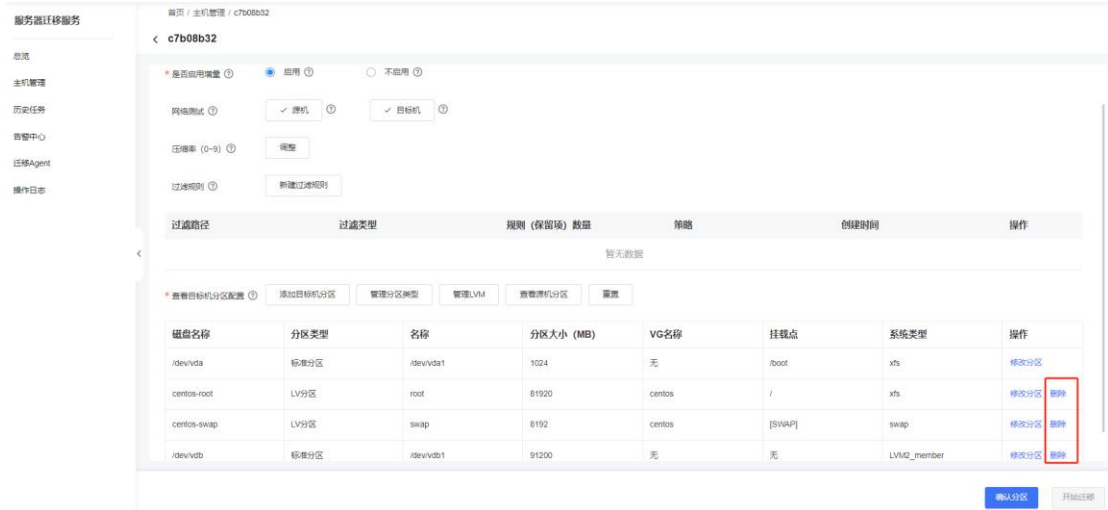 服务器迁移服务
总览
主机管理
历史任务
告警中心
迁移Agent
操作日志
首页 / 主机管理 / c7b08b32
c7b08b32
* 是否启用增量 启用 不启用
网络测试 源机 目标机
压缩率 (0~9) 调整
过滤规则 新建过滤规则
过滤路径 过滤类型 规则（保留项）数量 策略 创建时间 操作
暂无数据
* 查看目标机分区配置 添加目标机分区 管理分区类型 管理LVM 查看源机分区 重置
磁盘名称 分区类型 名称 分区大小（MB） VG名称 挂载点 系统类型 操作
/dev/vda 标准分区 /dev/vda1 1024 无 /boot xfs 修改分区
centos-root LV分区 root 81920 centos / xfs 修改分区 删除
centos-swap LV分区 swap 8192 centos [SWAP] swap 修改分区 删除
/dev/vdb 标准分区 /dev/vdb1 91200 无 无 LVM2_member 修改分区 删除
确认分区 开始迁移